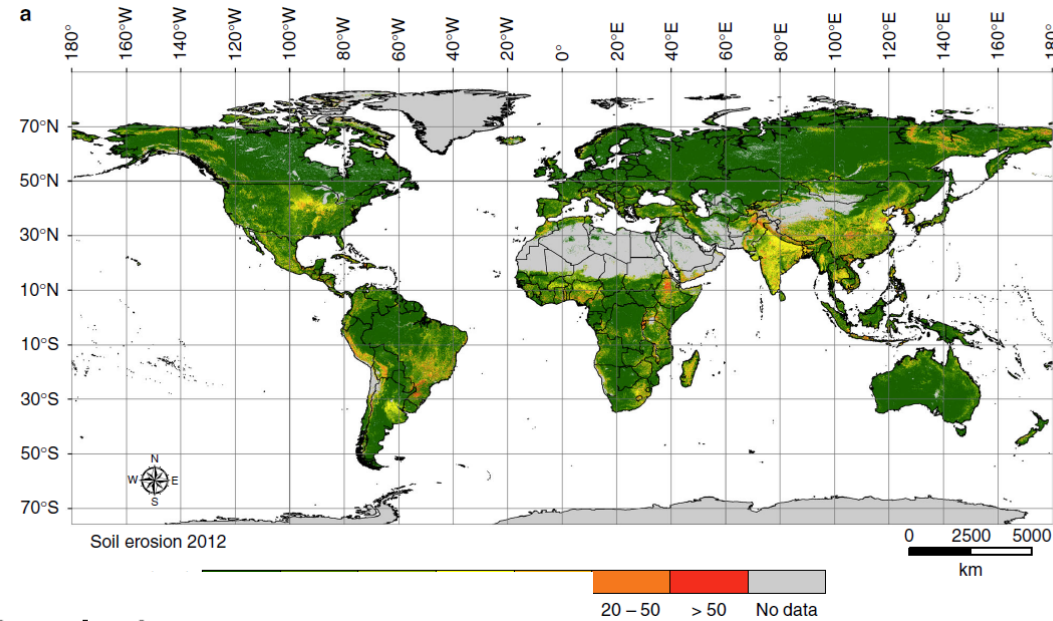 a
180° 160°W 140°W 120°W 100°W 80°W 60°W 40°W 20°W 0° 20°E 40°E 60°E 80°E 100°E 120°E 140°E 160°E 180°
70°N
50°N
30°N
10°N
10°S
30°S
50°S
70°S
N
W E
S
Soil erosion 2012
0 2500 5000
km
20 – 50 > 50 No data